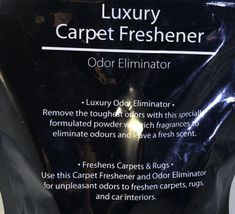 Luxury
Carpet Freshener
Odor Eliminator
• Luxury Odor Eliminator •
Remove the toughest odors with this specially
formulated powder with rich fragrances to
eliminate odours and leave a fresh scent.
• Freshens Carpets & Rugs •
Use this Carpet Freshener and Odor Eliminator
for unpleasant odors to freshen carpets, rugs,
and car interiors.